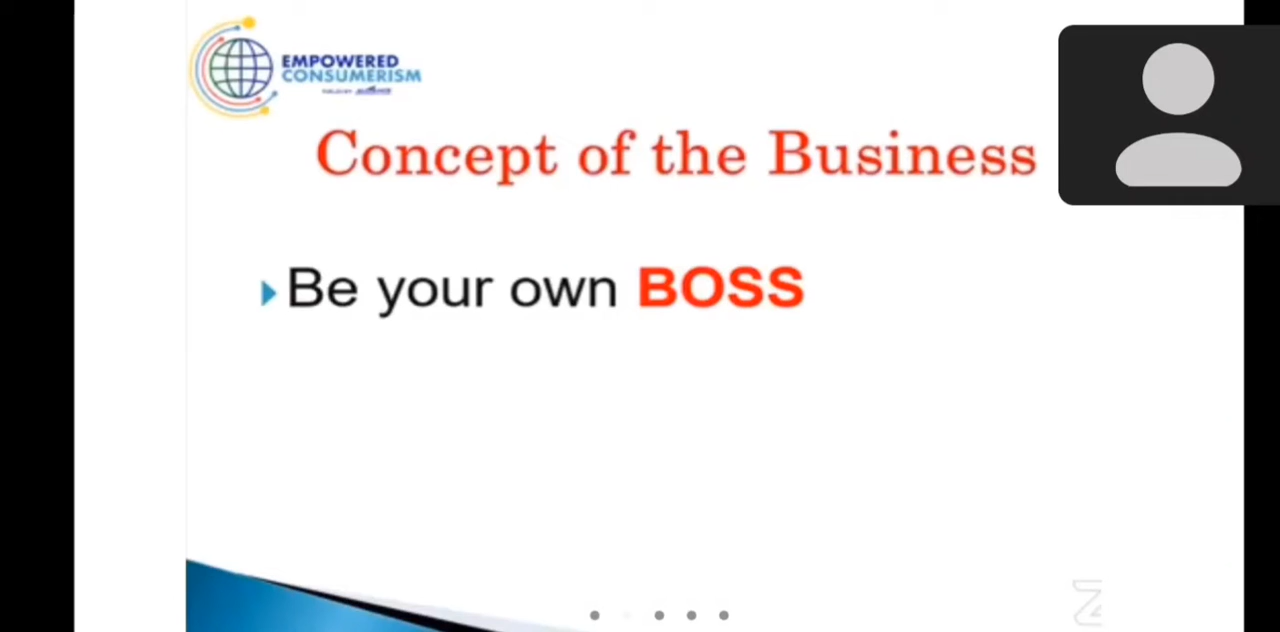 EMPOWERED
CONSUMERISM
Concept of the Business
Be your own BOSS